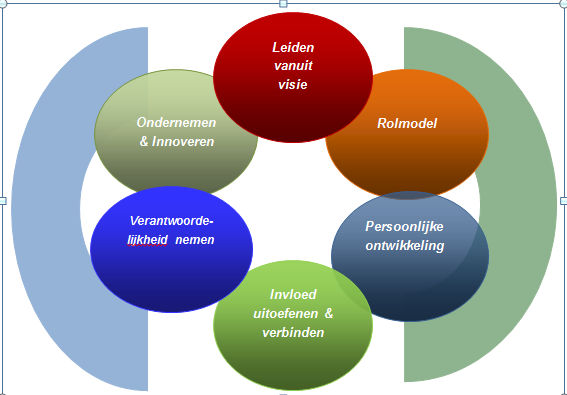 Leiden
vanuit
visie
Ondernemen
& Innoveren
Rolmodel
Verantwoorde-
lijkheid nemen
Persoonlijke
ontwikkeling
Invloed
uitoefenen &
verbinden